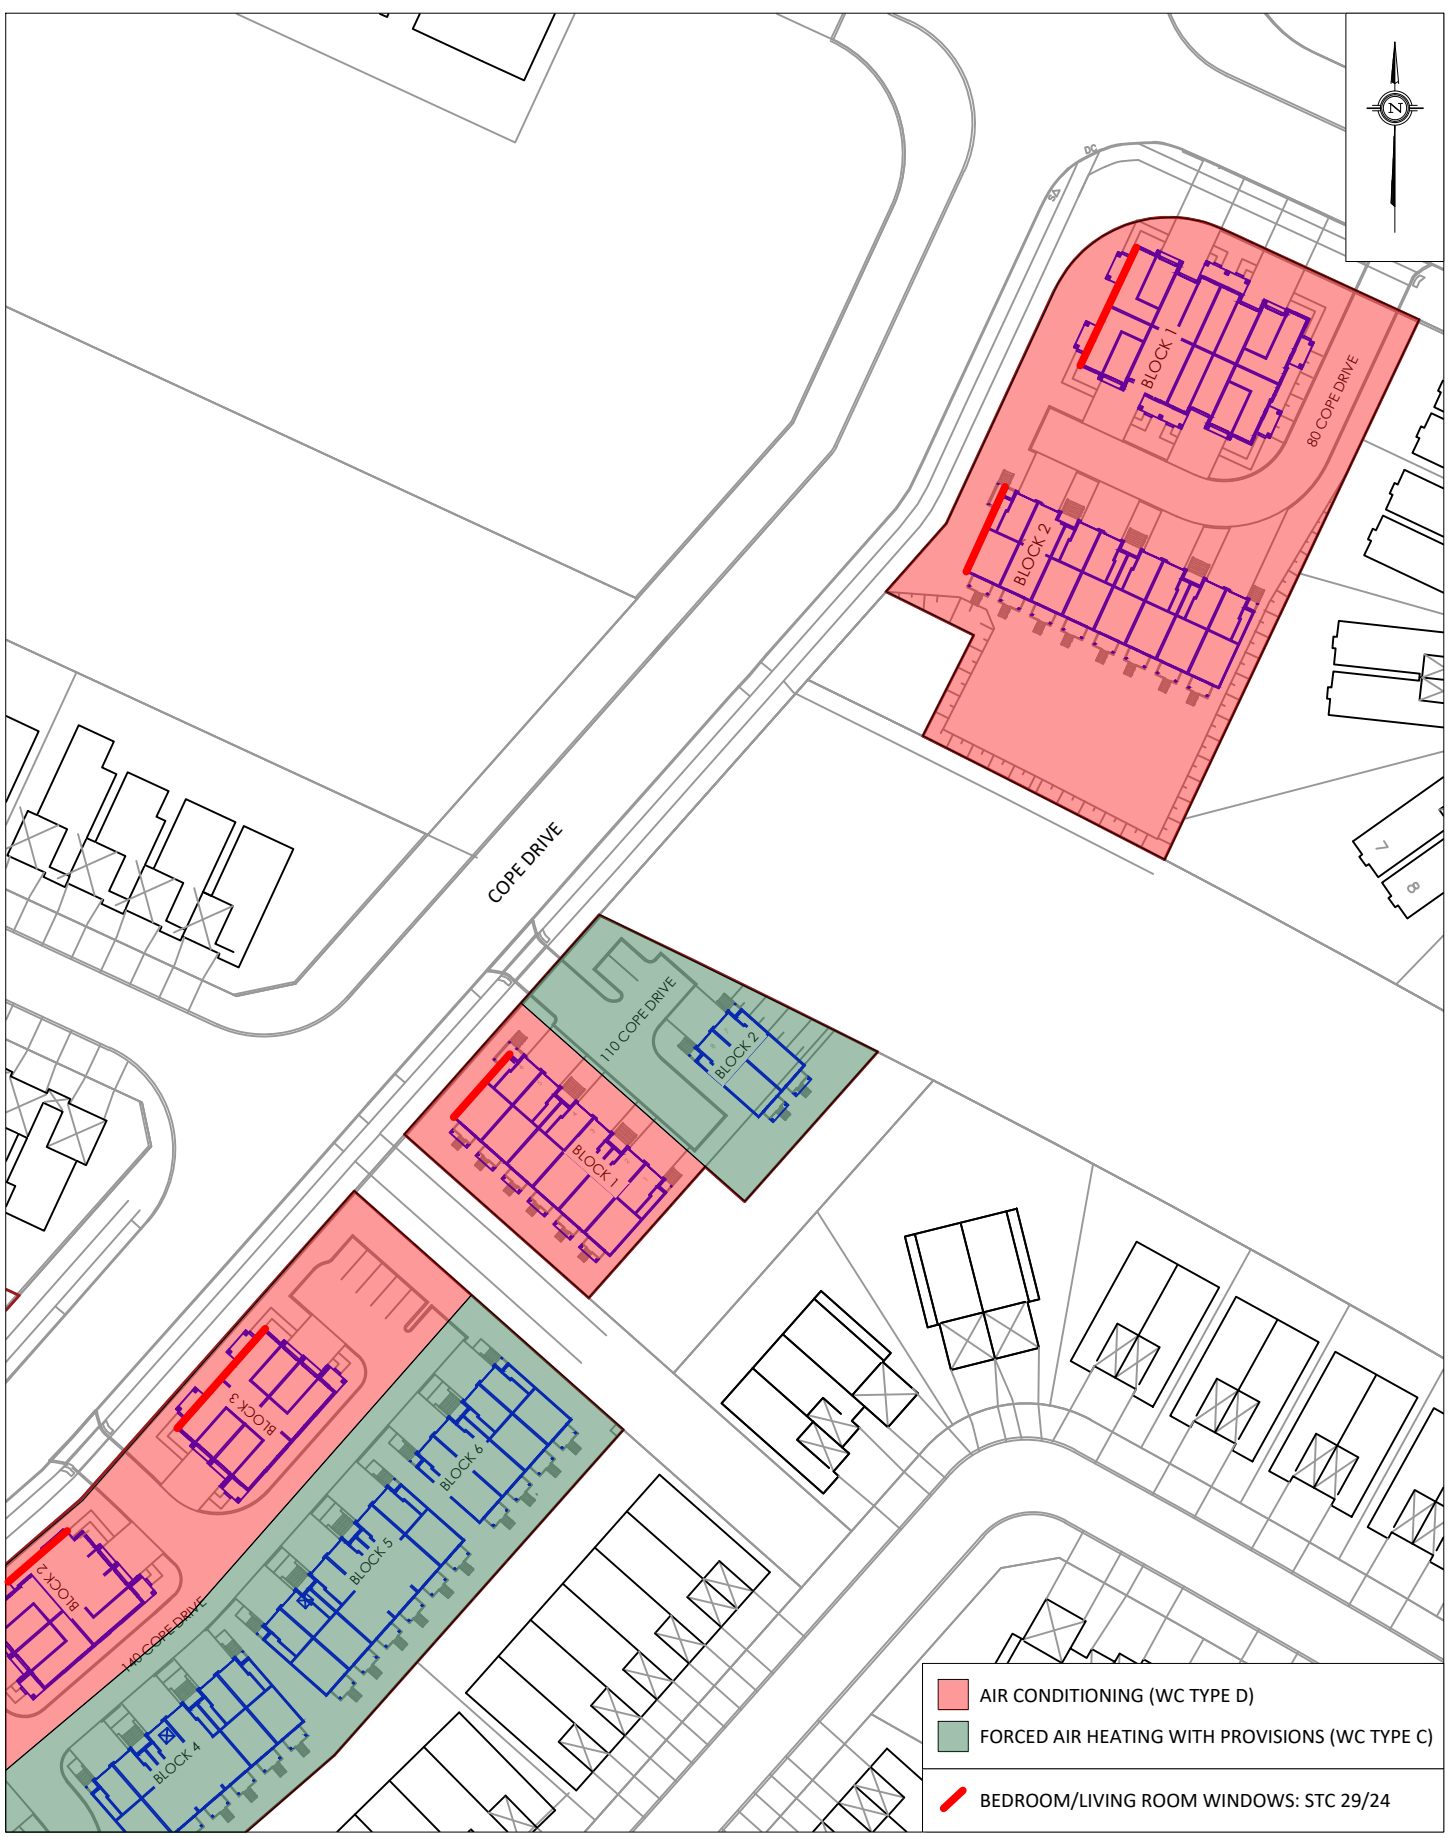 N
DC
SA
BLOCK 1
80 COPE DRIVE
BLOCK 2
7
8
COPE DRIVE
110 COPE DRIVE
BLOCK 2
BLOCK 1
BLOCK 3
BLOCK 6
BLOCK 5
BLOCK 2
140 COPE DRIVE
BLOCK 4
AIR CONDITIONING (WC TYPE D)
FORCED AIR HEATING WITH PROVISIONS (WC TYPE C)
BEDROOM/LIVING ROOM WINDOWS: STC 29/24